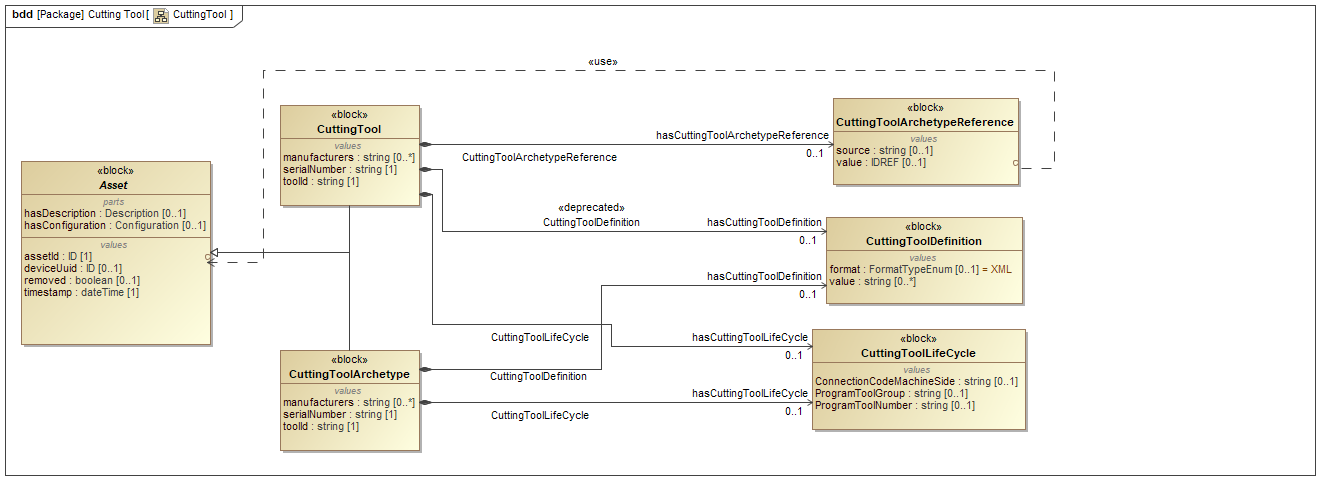 bdd [Package] Cutting Tool [ CuttingTool ]
«use»
«block»
CuttingTool
values
manufacturers : string [0..*]
serialNumber : string [1]
toolId : string [1]
«block»
CuttingToolArchetypeReference
values
source : string [0..1]
value : IDREF [0..1]
hasCuttingToolArchetypeReference
0..1
CuttingToolArchetypeReference
«block»
Asset
parts
hasDescription : Description [0..1]
hasConfiguration : Configuration [0..1]
values
assetId : ID [1]
deviceUuid : ID [0..1]
removed : boolean [0..1]
timestamp : dateTime [1]
«deprecated»
CuttingToolDefinition
hasCuttingToolDefinition
0..1
«block»
CuttingToolDefinition
values
format : FormatTypeEnum [0..1] = XML
value : string [0..*]
hasCuttingToolDefinition
0..1
CuttingToolLifeCycle
hasCuttingToolLifeCycle
0..1
«block»
CuttingToolLifeCycle
values
ConnectionCodeMachineSide : string [0..1]
ProgramToolGroup : string [0..1]
ProgramToolNumber : string [0..1]
«block»
CuttingToolArchetype
values
manufacturers : string [0..*]
serialNumber : string [1]
toolId : string [1]
CuttingToolDefinition
hasCuttingToolLifeCycle
0..1
CuttingToolLifeCycle